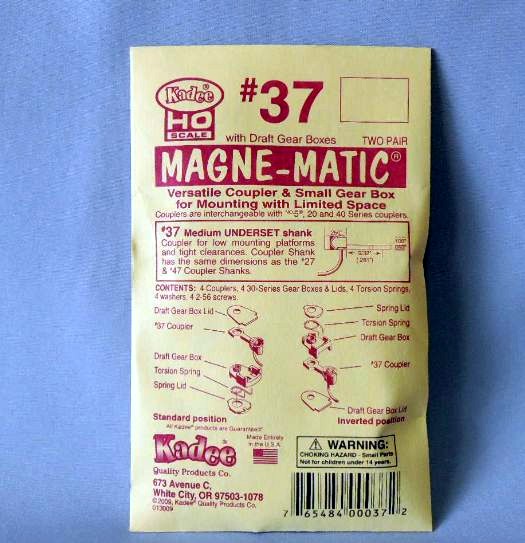 Kadee®
HO
SCALE
#37
with Draft Gear Boxes
TWO PAIR
MAGNE-MATIC®
Versatile Coupler & Small Gear Box
for Mounting with Limited Space
Couplers are interchangeable with NO.5®, 20 and 40 Series couplers.
#37 Medium UNDERSET shank
Coupler for low mounting platforms
and tight clearances. Coupler Shank
has the same dimensions as the #27
& #47 Coupler Shanks.
CONTENTS: 4 Couplers, 4 30-Series Gear Boxes & Lids, 4 Torsion Springs,
4 washers, 4 2-56 screws.
Draft Gear Box Lid
#37 Coupler
Draft Gear Box
Torsion Spring
Spring Lid
Standard position
Spring Lid
Torsion Spring
Draft Gear Box
#37 Coupler
Draft Gear Box Lid
Inverted position
All Kadee® products are Guaranteed!
Kadee®
Quality Products Co.
673 Avenue C,
White City, OR 97503-1078
©2009, Kadee® Quality Products Co.
013009
Made Entirely
in the U.S.A.
WARNING:
CHOKING HAZARD - Small Parts
Not for children under 14 years.
7 65484 00037 2